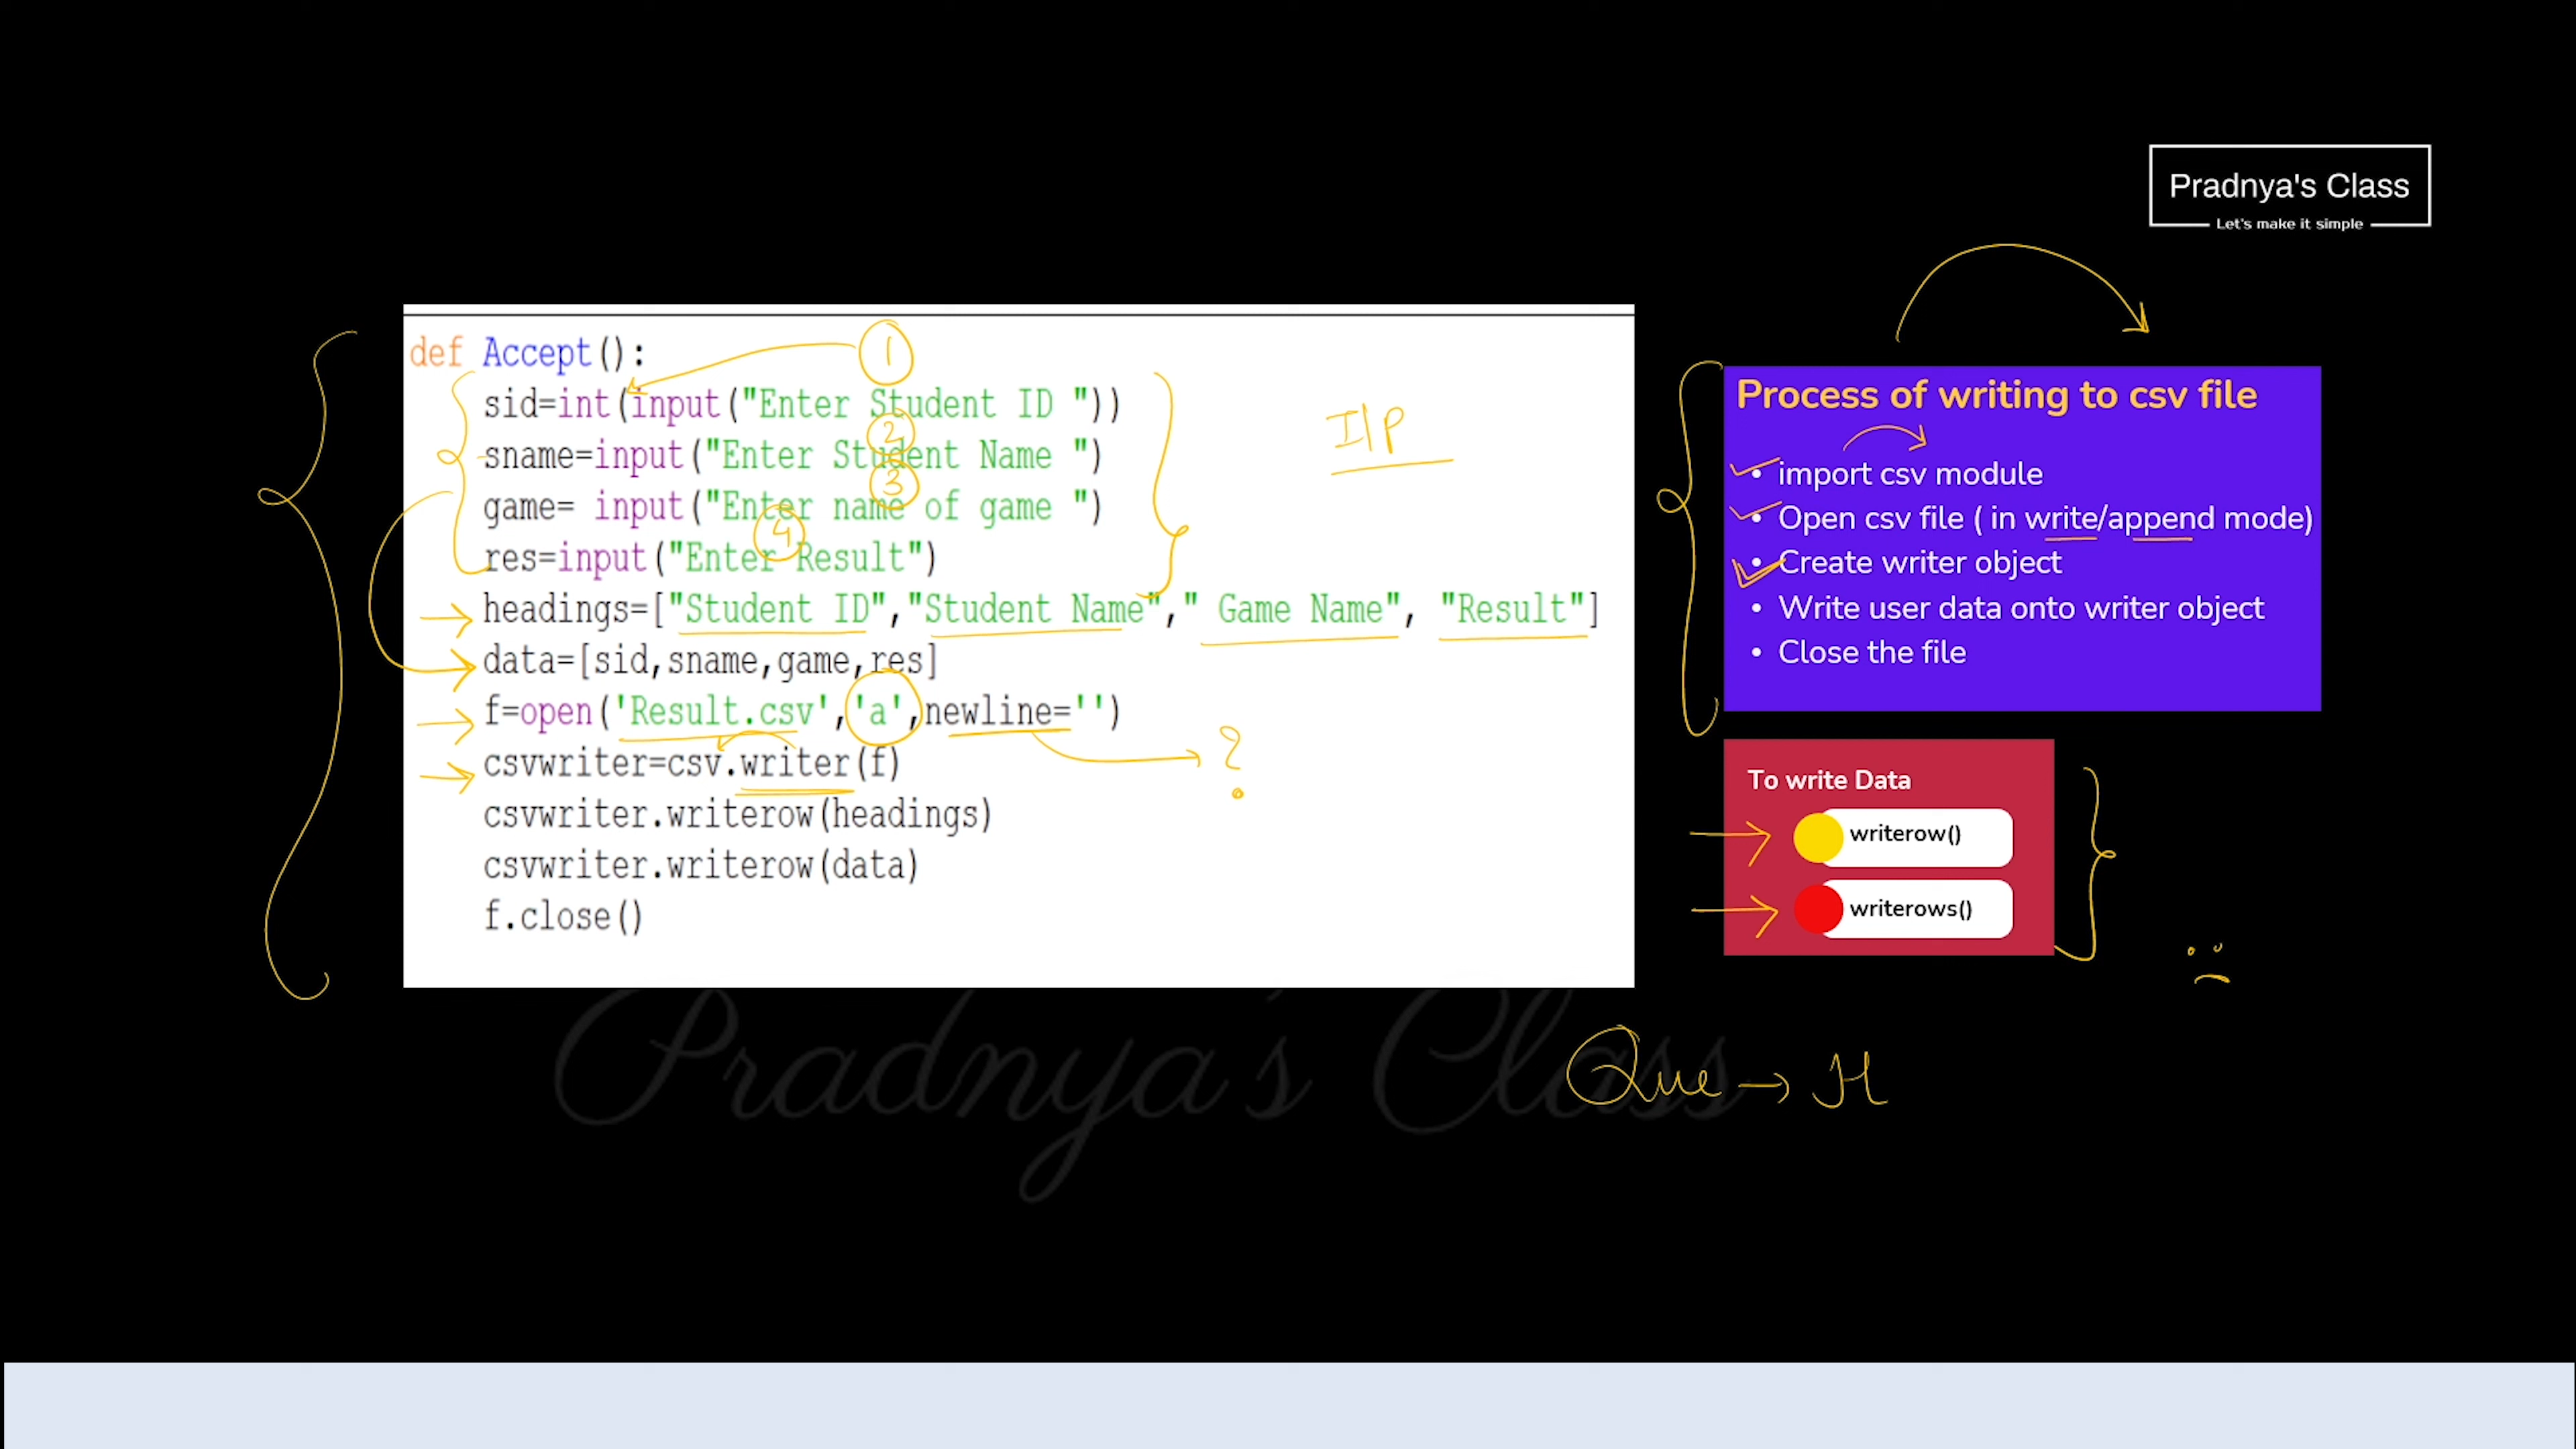 Pradnya's Class
Let's make it simple
def Accept():
sid=int(input("Enter Student ID "))
sname=input("Enter Student Name ")
game= input("Enter name of game ")
res=input("Enter Result")
headings=["Student ID","Student Name"," Game Name", "Result"]
data=[sid,sname,game,res]
f=open('Result.csv','a',newline='')
csvwriter=csv.writer(f)
csvwriter.writerow(headings)
csvwriter.writerow(data)
f.close()
1
2
3
4
I/P
?
Process of writing to csv file
• import csv module
• Open csv file ( in write/append mode)
• Create writer object
• Write user data onto writer object
• Close the file
To write Data
writerow()
writerows()
Pradnya's Class
Que → H